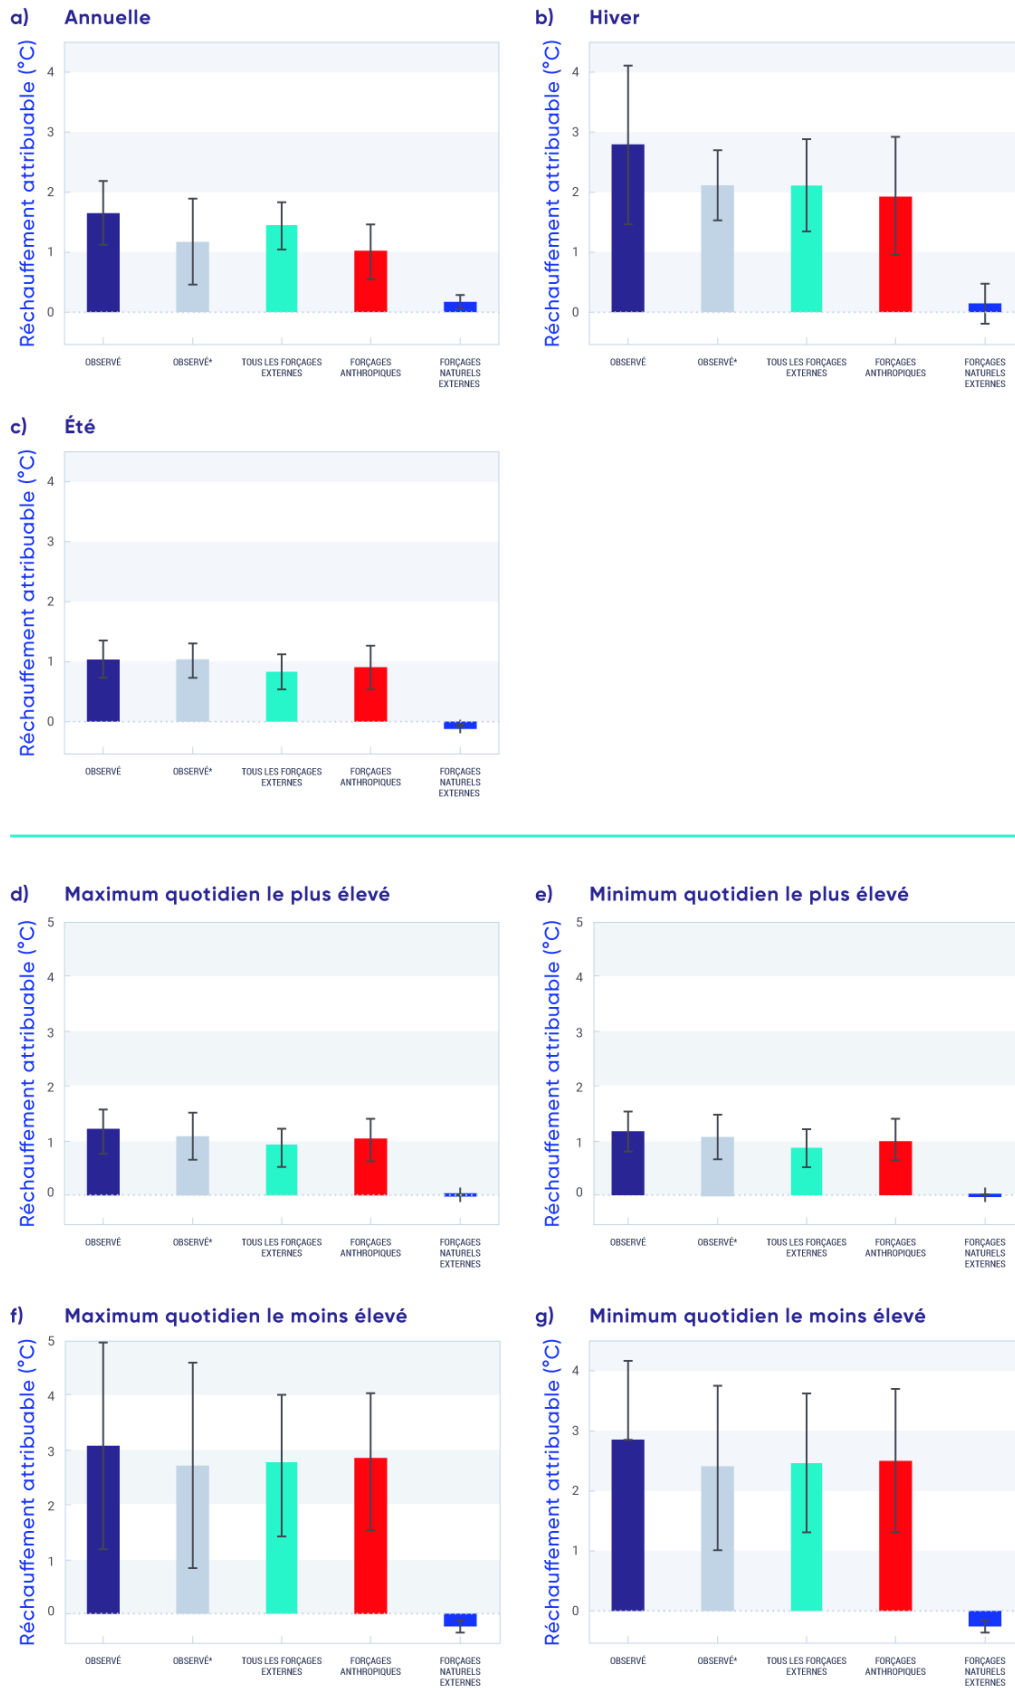 a) Annuelle
Réchauffement attribuable (°C)
4
3
2
1
0
OBSERVÉ
OBSERVÉ*
TOUS LES FORÇAGES
EXTERNES
FORÇAGES
ANTHROPIQUES
FORÇAGES
NATURELS
EXTERNES
b) Hiver
Réchauffement attribuable (°C)
4
3
2
1
0
OBSERVÉ
OBSERVÉ*
TOUS LES FORÇAGES
EXTERNES
FORÇAGES
ANTHROPIQUES
FORÇAGES
NATURELS
EXTERNES
c) Été
Réchauffement attribuable (°C)
4
3
2
1
0
OBSERVÉ
OBSERVÉ*
TOUS LES FORÇAGES
EXTERNES
FORÇAGES
ANTHROPIQUES
FORÇAGES
NATURELS
EXTERNES
d) Maximum quotidien le plus élevé
Réchauffement attribuable (°C)
5
4
3
2
1
0
OBSERVÉ
OBSERVÉ*
TOUS LES FORÇAGES
EXTERNES
FORÇAGES
ANTHROPIQUES
FORÇAGES
NATURELS
EXTERNES
e) Minimum quotidien le plus élevé
Réchauffement attribuable (°C)
5
4
3
2
1
0
OBSERVÉ
OBSERVÉ*
TOUS LES FORÇAGES
EXTERNES
FORÇAGES
ANTHROPIQUES
FORÇAGES
NATURELS
EXTERNES
f) Maximum quotidien le moins élevé
Réchauffement attribuable (°C)
5
4
3
2
1
0
OBSERVÉ
OBSERVÉ*
TOUS LES FORÇAGES
EXTERNES
FORÇAGES
ANTHROPIQUES
FORÇAGES
NATURELS
EXTERNES
g) Minimum quotidien le moins élevé
Réchauffement attribuable (°C)
4
3
2
1
0
OBSERVÉ
OBSERVÉ*
TOUS LES FORÇAGES
EXTERNES
FORÇAGES
ANTHROPIQUES
FORÇAGES
NATURELS
EXTERNES